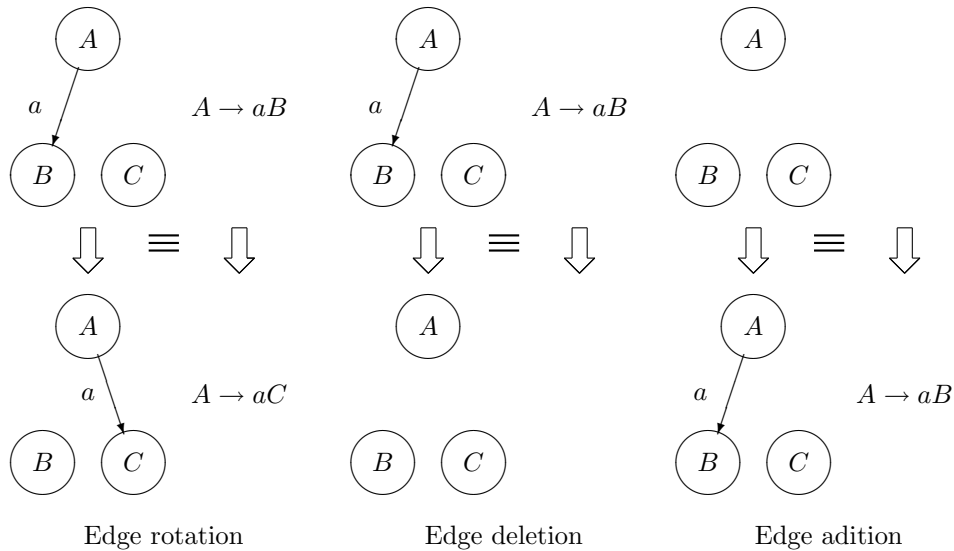 A A A
a A → aB a A → aB
B C B C B C
≡ ≡ ≡
A A A
a A → aC a A → aB
B C B C B C
Edge rotation Edge deletion Edge adition